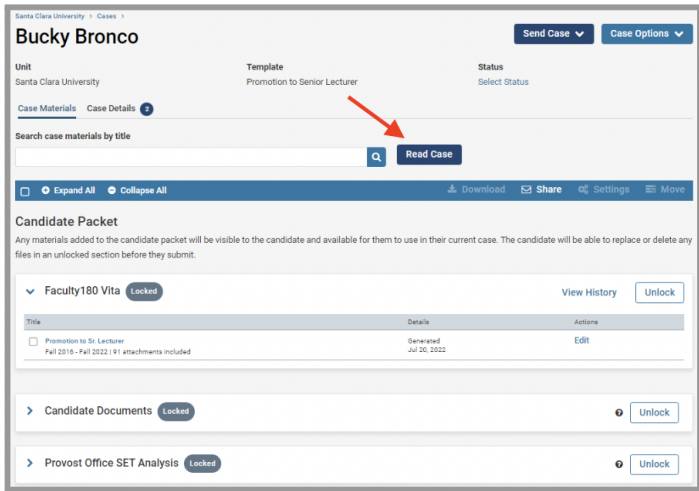 Santa Clara University > Cases >
Bucky Bronco
Send Case
Case Options
Unit
Template
Status
Santa Clara University
Promotion to Senior Lecturer
Select Status
Case Materials
Case Details 2
Search case materials by title
Read Case
Expand All
Collapse All
Download
Share
Settings
Move
Candidate Packet
Any materials added to the candidate packet will be visible to the candidate and available for them to use in their current case. The candidate will be able to replace or delete any
files in an unlocked section before they submit.
Faculty180 Vita
Locked
View History
Unlock
Title
Details
Actions
Promotion to Sr. Lecturer
Generated
Edit
Fall 2016 - Fall 2022 | 91 attachments included
Jul 20, 2022
Candidate Documents
Locked
Unlock
Provost Office SET Analysis
Locked
Unlock